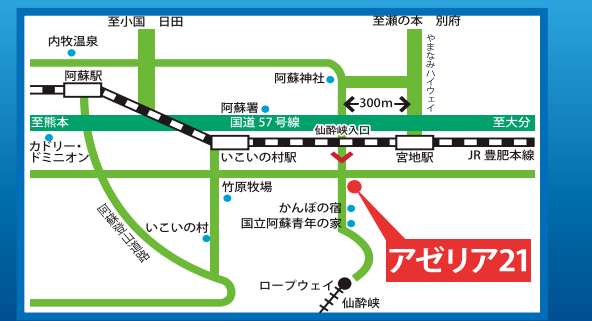 至小国 日田
至瀬の本 別府
内牧温泉
やまなみハイウェイ
阿蘇駅
阿蘇神社
阿蘇署
300m
至熊本
国道57号線
至大分
仙酔峡入口
カドリー・
ドミニオン
いこいの村駅
宮地駅
JR豊肥本線
竹原牧場
かんぽの宿
国立阿蘇青年の家
阿蘇登山道路
いこいの村
アゼリア21
ロープウェイ
仙酔峡